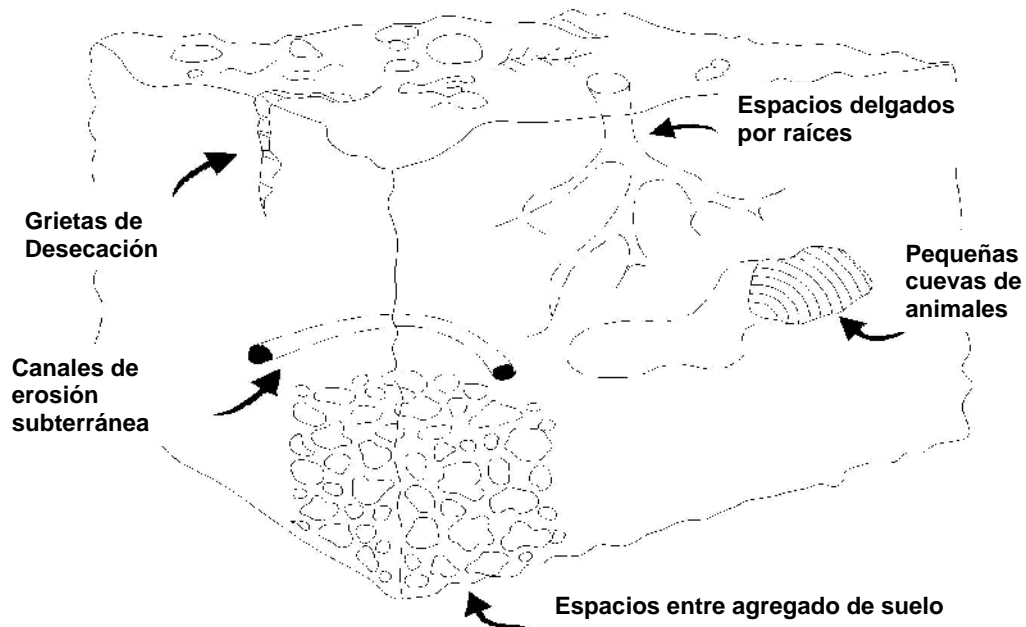 Espacios delgados
por raíces
Grietas de
Desecación
Pequeñas
cuevas de
animales
Canales de
erosión
subterránea
Espacios entre agregado de suelo